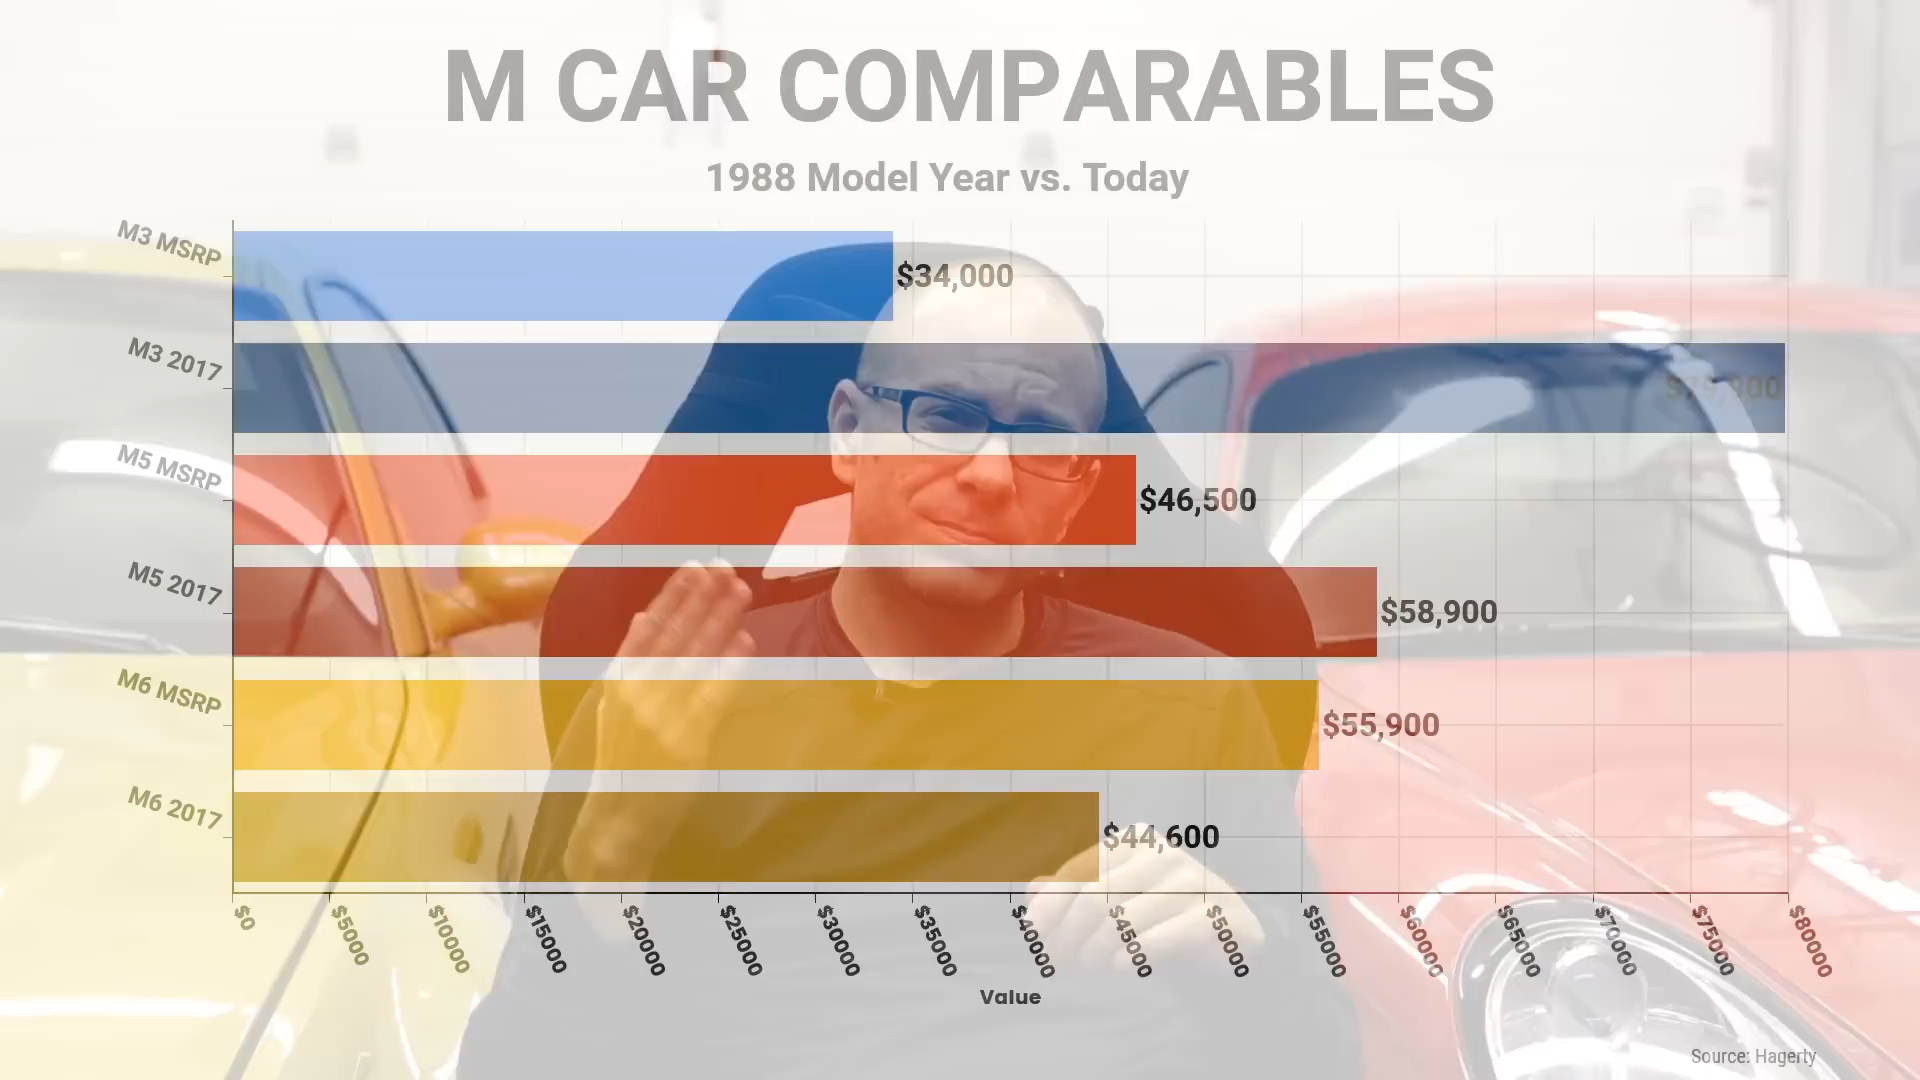 M CAR COMPARABLES
1988 Model Year vs. Today
M3 MSRP
$34,000
M3 2017
$79,900
M5 MSRP
$46,500
M5 2017
$58,900
M6 MSRP
$55,900
M6 2017
$44,600
$0 $5000 $10000 $15000 $20000 $25000 $30000 $35000 $40000 $45000 $50000 $55000 $60000 $65000 $70000 $75000 $80000
Value
Source: Hagerty